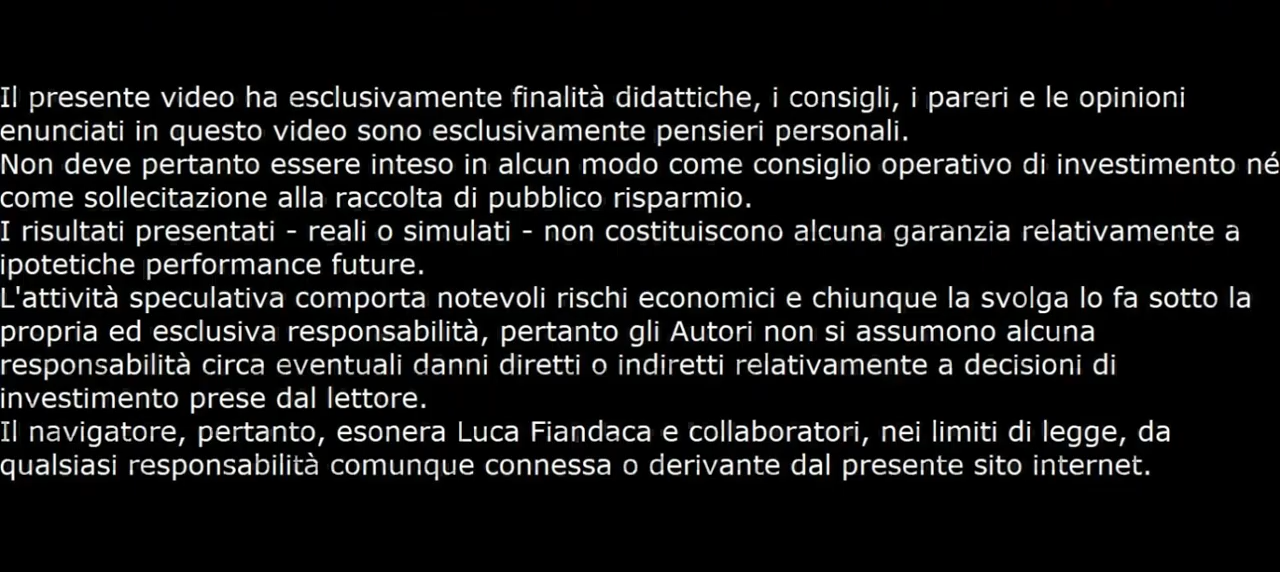 Il presente video ha esclusivamente finalità didattiche, i consigli, i pareri e le opinioni
enunciati in questo video sono esclusivamente pensieri personali.
Non deve pertanto essere inteso in alcun modo come consiglio operativo di investimento né
come sollecitazione alla raccolta di pubblico risparmio.
I risultati presentati - reali o simulati - non costituiscono alcuna garanzia relativamente a
ipotetiche performance future.
L'attività speculativa comporta notevoli rischi economici e chiunque la svolga lo fa sotto la
propria ed esclusiva responsabilità, pertanto gli Autori non si assumono alcuna
responsabilità circa eventuali danni diretti o indiretti relativamente a decisioni di
investimento prese dal lettore.
Il navigatore, pertanto, esonera Luca Fiandaca e collaboratori, nei limiti di legge, da
qualsiasi responsabilità comunque connessa o derivante dal presente sito internet.